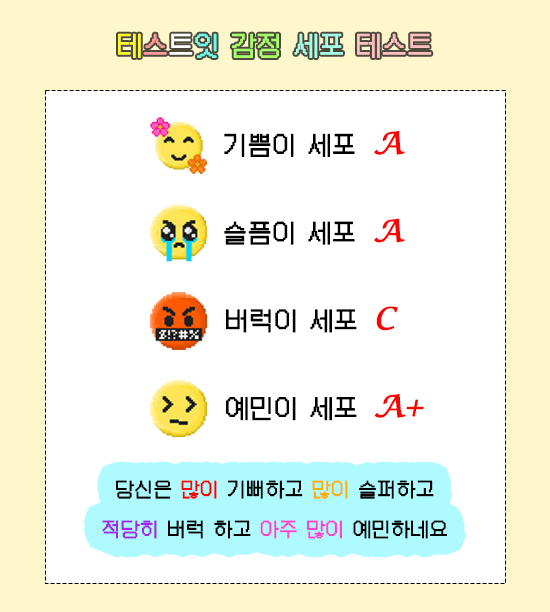 테스트잇 감정 세포 테스트
기쁨이 세포 A
슬픔이 세포 A
버럭이 세포 C
$!?#%
예민이 세포 A+
당신은 많이 기뻐하고 많이 슬퍼하고
적당히 버럭 하고 아주 많이 예민하네요